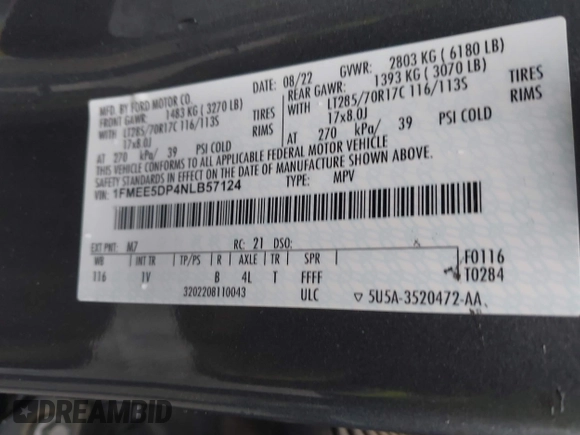 MFD. BY FORD MOTOR CO.
DATE: 08/22 GVWR: 2803 KG ( 6180 LB)
FRONT GAWR: 1483 KG ( 3270 LB) REAR GAWR: 1393 KG ( 3070 LB)
WITH LT285/70R17C 116/113S TIRES WITH LT285/70R17C 116/113S TIRES
17x8.0J RIMS 17x8.0J RIMS
AT 270 kPa/ 39 PSI COLD AT 270 kPa/ 39 PSI COLD
THIS VEHICLE CONFORMS TO ALL APPLICABLE FEDERAL MOTOR VEHICLE
SAFETY STANDARDS IN EFFECT ON THE DATE OF MANUFACTURE SHOWN ABOVE.
VIN: 1FMEE5DP4NLB57124 TYPE: MPV
EXT PNT: M7 RC: 21 DSO:
WB INT TR TP/PS R AXLE TR SPR F0116
116 IV B 4L T FFFF T0284
3202208110043 ULC ▽ 5U5A-3520472-AA
DREAMBID